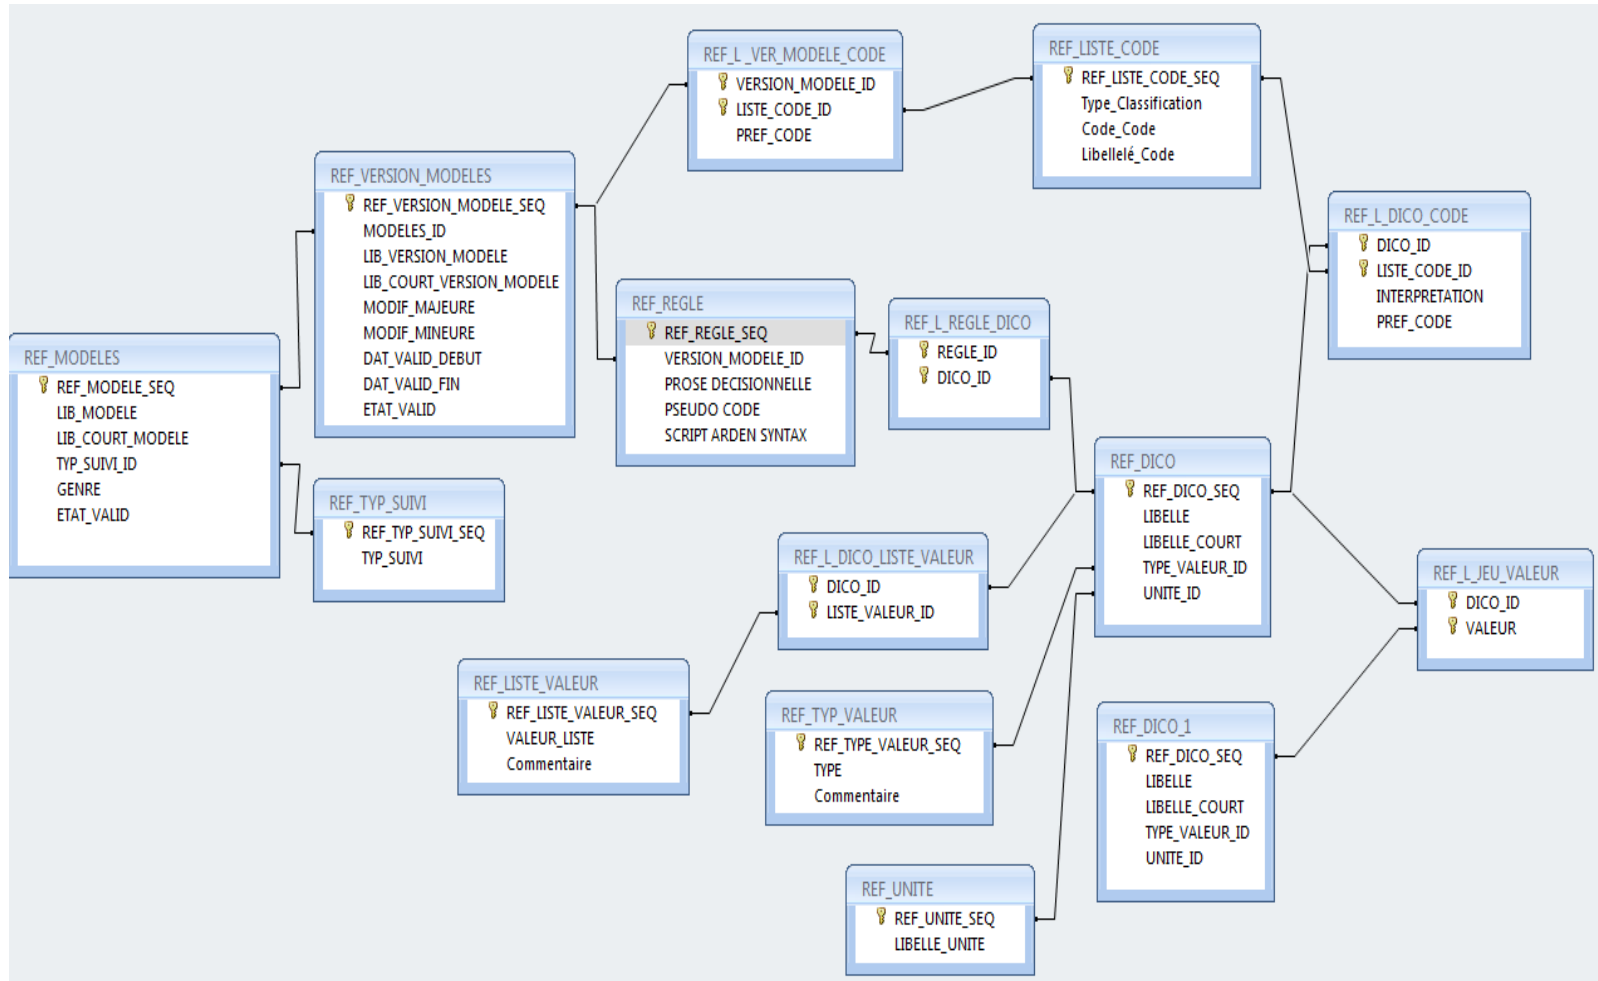 REF_L _VER_MODELE_CODE
VERSION_MODELE_ID
LISTE_CODE_ID
PREF_CODE
REF_LISTE_CODE
REF_LISTE_CODE_SEQ
Type_Classification
Code_Code
Libellelé_Code
REF_VERSION_MODELES
REF_VERSION_MODELE_SEQ
MODELES_ID
LIB_VERSION_MODELE
LIB_COURT_VERSION_MODELE
MODIF_MAJEURE
MODIF_MINEURE
DAT_VALID_DEBUT
DAT_VALID_FIN
ETAT_VALID
REF_L_DICO_CODE
DICO_ID
LISTE_CODE_ID
INTERPRETATION
PREF_CODE
REF_REGLE
REF_REGLE_SEQ
VERSION_MODELE_ID
PROSE DECISIONNELLE
PSEUDO CODE
SCRIPT ARDEN SYNTAX
REF_L_REGLE_DICO
REGLE_ID
DICO_ID
REF_MODELES
REF_MODELE_SEQ
LIB_MODELE
LIB_COURT_MODELE
TYP_SUIVI_ID
GENRE
ETAT_VALID
REF_TYP_SUIVI
REF_TYP_SUIVI_SEQ
TYP_SUIVI
REF_DICO
REF_DICO_SEQ
LIBELLE
LIBELLE_COURT
TYPE_VALEUR_ID
UNITE_ID
REF_L_DICO_LISTE_VALEUR
DICO_ID
LISTE_VALEUR_ID
REF_L_JEU_VALEUR
DICO_ID
VALEUR
REF_LISTE_VALEUR
REF_LISTE_VALEUR_SEQ
VALEUR_LISTE
Commentaire
REF_TYP_VALEUR
REF_TYPE_VALEUR_SEQ
TYPE
Commentaire
REF_DICO_1
REF_DICO_SEQ
LIBELLE
LIBELLE_COURT
TYPE_VALEUR_ID
UNITE_ID
REF_UNITE
REF_UNITE_SEQ
LIBELLE_UNITE